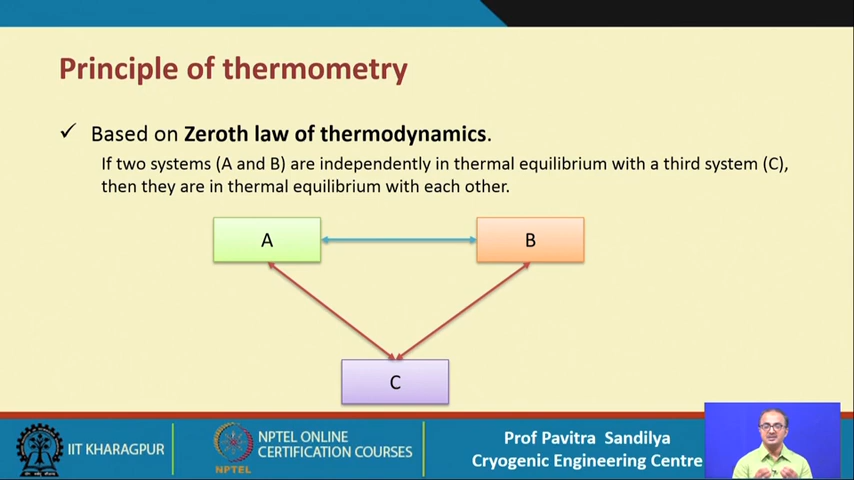 Principle of thermometry
✓ Based on Zeroth law of thermodynamics.
If two systems (A and B) are independently in thermal equilibrium with a third system (C),
then they are in thermal equilibrium with each other.
A
B
C
IIT KHARAGPUR
NPTEL
NPTEL ONLINE
CERTIFICATION COURSES
Prof Pavitra Sandilya
Cryogenic Engineering Centre